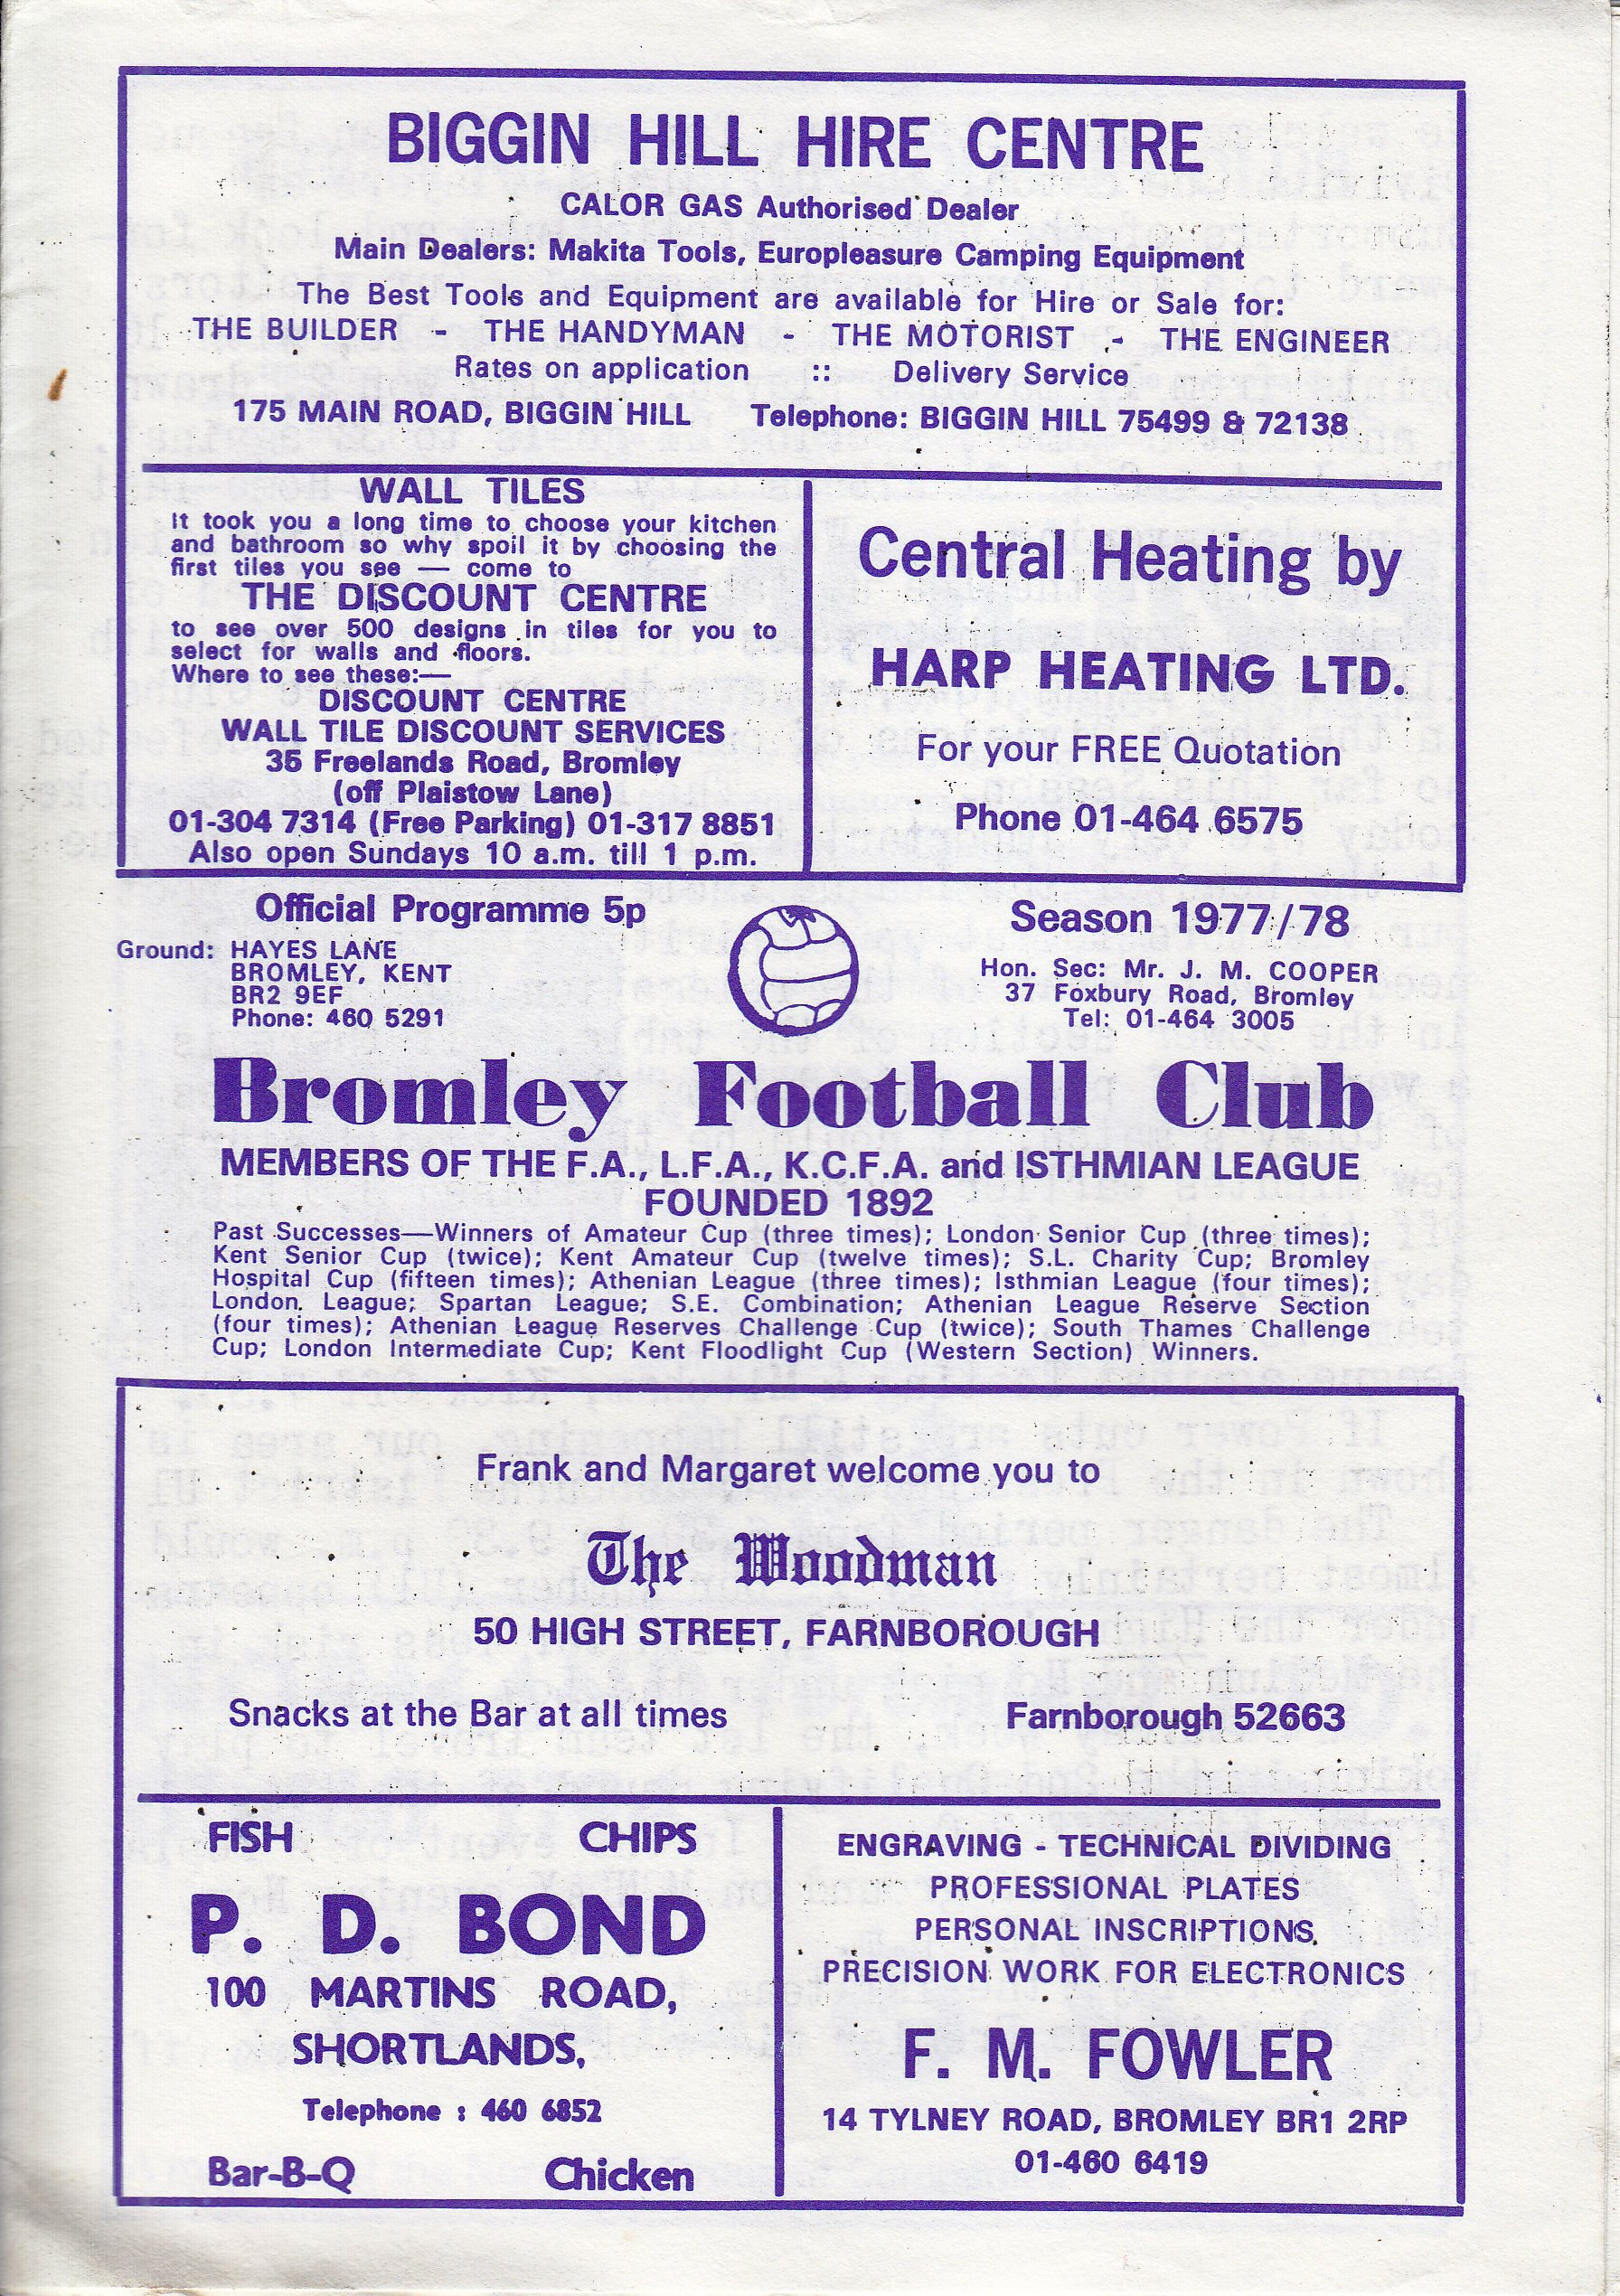 BIGGIN HILL HIRE CENTRE
CALOR GAS Authorised Dealer
Main Dealers: Makita Tools, Europleasure Camping Equipment
The Best Tools and Equipment are available for Hire or Sale for:
THE BUILDER - THE HANDYMAN - THE MOTORIST - THE ENGINEER
Rates on application :: Delivery Service
175 MAIN ROAD, BIGGIN HILL Telephone: BIGGIN HILL 75499 & 72138
WALL TILES
It took you a long time to choose your kitchen
and bathroom so why spoil it by choosing the
first tiles you see — come to
THE DISCOUNT CENTRE
to see over 500 designs in tiles for you to
select for walls and floors.
Where to see these:—
DISCOUNT CENTRE
WALL TILE DISCOUNT SERVICES
35 Freelands Road, Bromley
(off Plaistow Lane)
01-304 7314 (Free Parking) 01-317 8851
Also open Sundays 10 a.m. till 1 p.m.
Central Heating by
HARP HEATING LTD.
For your FREE Quotation
Phone 01-464 6575
Official Programme 5p
Ground: HAYES LANE
BROMLEY, KENT
BR2 9EF
Phone: 460 5291
Season 1977/78
Hon. Sec: Mr. J. M. COOPER
37 Foxbury Road, Bromley
Tel: 01-464 3005
Bromley Football Club
MEMBERS OF THE F.A., L.F.A., K.C.F.A. and ISTHMIAN LEAGUE
FOUNDED 1892
Past Successes—Winners of Amateur Cup (three times); London Senior Cup (three times);
Kent Senior Cup (twice); Kent Amateur Cup (twelve times); S.L. Charity Cup; Bromley
Hospital Cup (fifteen times); Athenian League (three times); Isthmian League (four times);
London League; Spartan League; S.E. Combination; Athenian League Reserve Section
(four times); Athenian League Reserves Challenge Cup (twice); South Thames Challenge
Cup; London Intermediate Cup; Kent Floodlight Cup (Western Section) Winners.
Frank and Margaret welcome you to
The Woodman
50 HIGH STREET, FARNBOROUGH
Snacks at the Bar at all times Farnborough 52663
FISH CHIPS
P. D. BOND
100 MARTINS ROAD,
SHORTLANDS,
Telephone : 460 6852
Bar-B-Q Chicken
ENGRAVING - TECHNICAL DIVIDING
PROFESSIONAL PLATES
PERSONAL INSCRIPTIONS
PRECISION WORK FOR ELECTRONICS
F. M. FOWLER
14 TYLNEY ROAD, BROMLEY BR1 2RP
01-460 6419